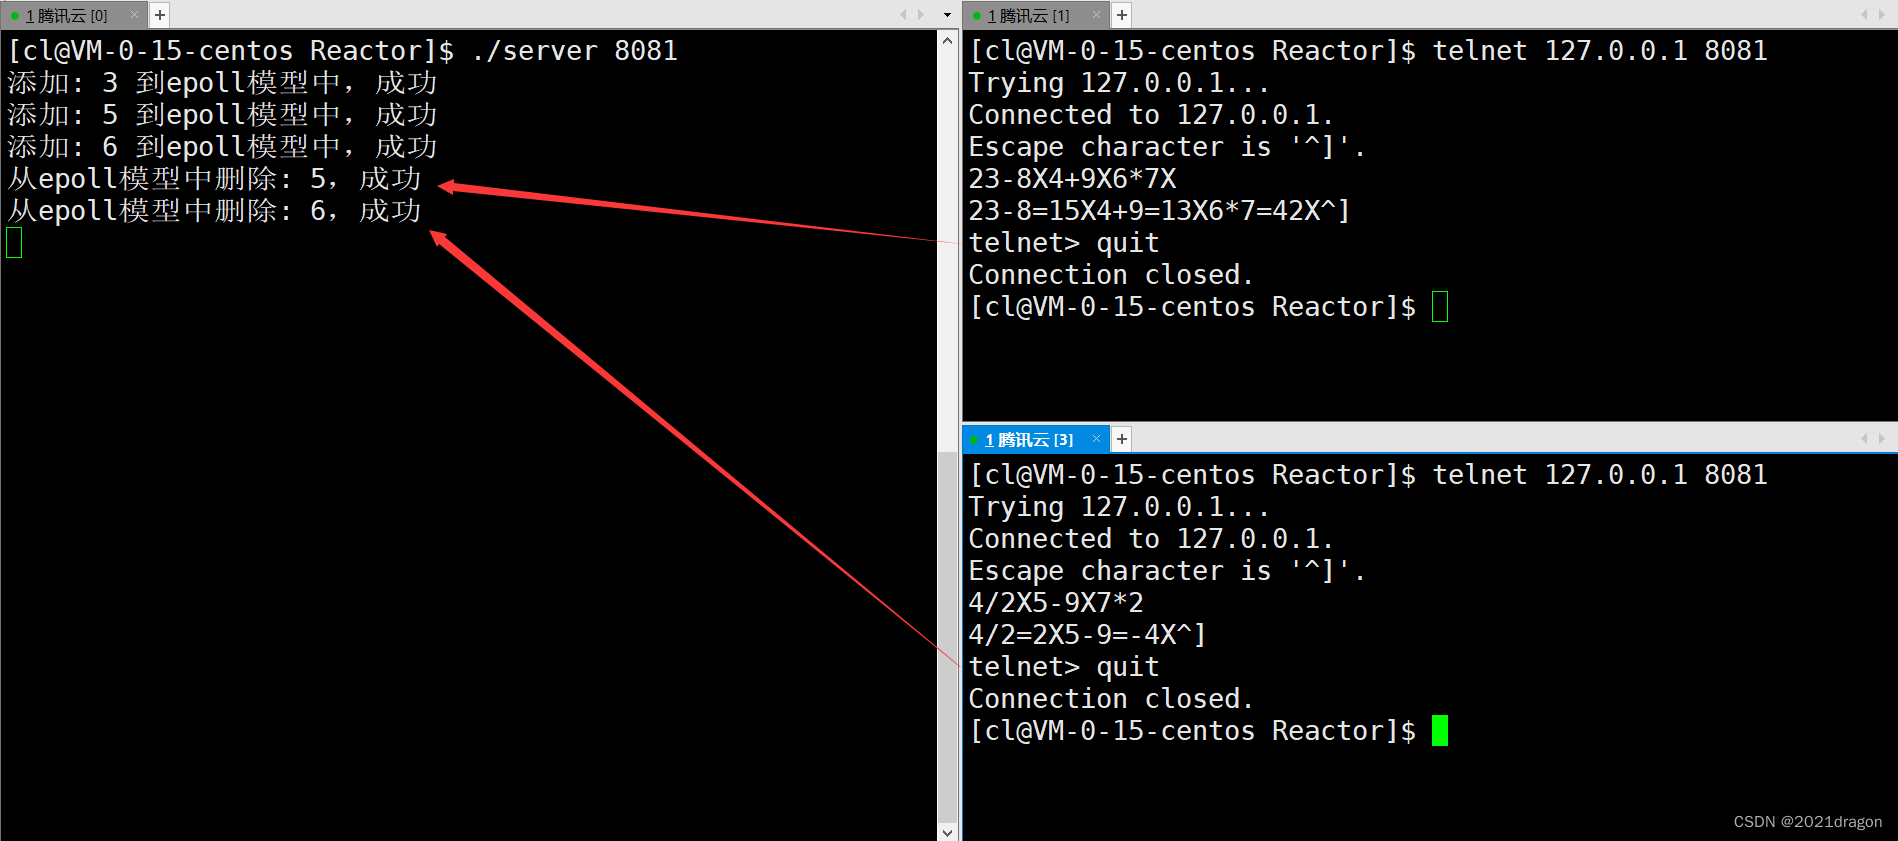 1 腾讯云 [0] × +
[cl@VM-0-15-centos Reactor]$ ./server 8081
添加: 3 到epoll模型中，成功
添加: 5 到epoll模型中，成功
添加: 6 到epoll模型中，成功
从epoll模型中删除: 5，成功
从epoll模型中删除: 6，成功
1 腾讯云 [1] × +
[cl@VM-0-15-centos Reactor]$ telnet 127.0.0.1 8081
Trying 127.0.0.1...
Connected to 127.0.0.1.
Escape character is '^]'.
23-8X4+9X6*7X
23-8=15X4+9=13X6*7=42X^]
telnet> quit
Connection closed.
[cl@VM-0-15-centos Reactor]$
1 腾讯云 [3] × +
[cl@VM-0-15-centos Reactor]$ telnet 127.0.0.1 8081
Trying 127.0.0.1...
Connected to 127.0.0.1.
Escape character is '^]'.
4/2X5-9X7*2
4/2=2X5-9=-4X^]
telnet> quit
Connection closed.
[cl@VM-0-15-centos Reactor]$
CSDN @2021dragon